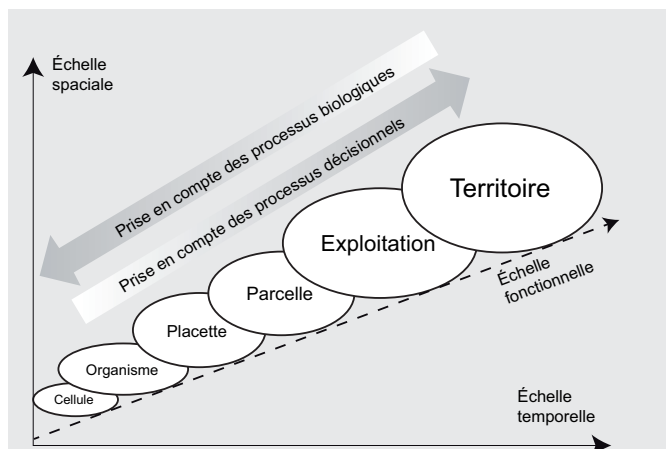 Échelle
spaciale
Prise en compte des processus biologiques
Prise en compte des processus décisionnels
Territoire
Exploitation
Parcelle
Placette
Organisme
Cellule
Échelle
fonctionnelle
Échelle
temporelle